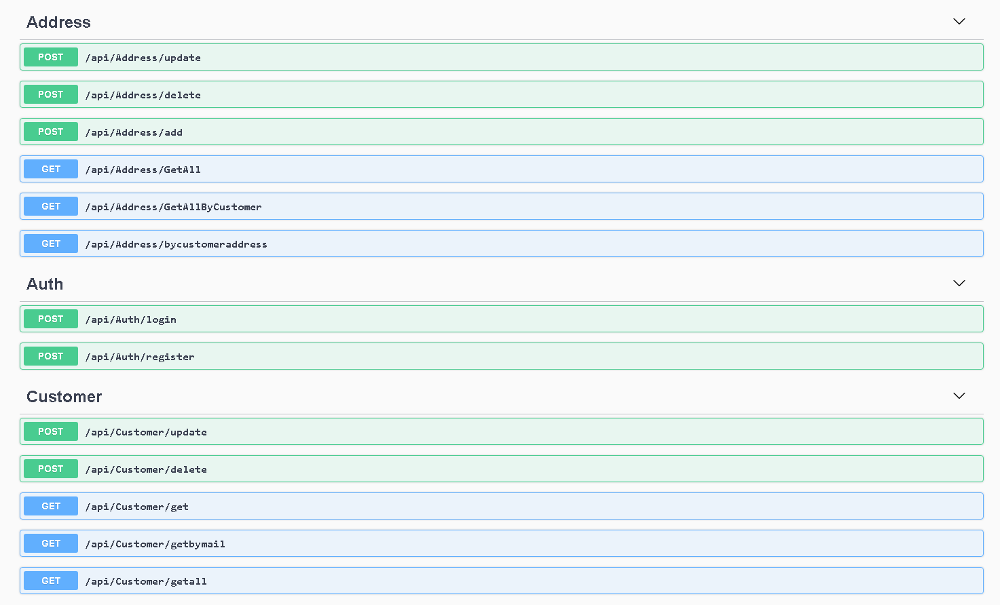 Address
POST /api/Address/update
POST /api/Address/delete
POST /api/Address/add
GET /api/Address/GetAll
GET /api/Address/GetAllByCustomer
GET /api/Address/bycustomeraddress
Auth
POST /api/Auth/login
POST /api/Auth/register
Customer
POST /api/Customer/update
POST /api/Customer/delete
GET /api/Customer/get
GET /api/Customer/getbymail
GET /api/Customer/getall